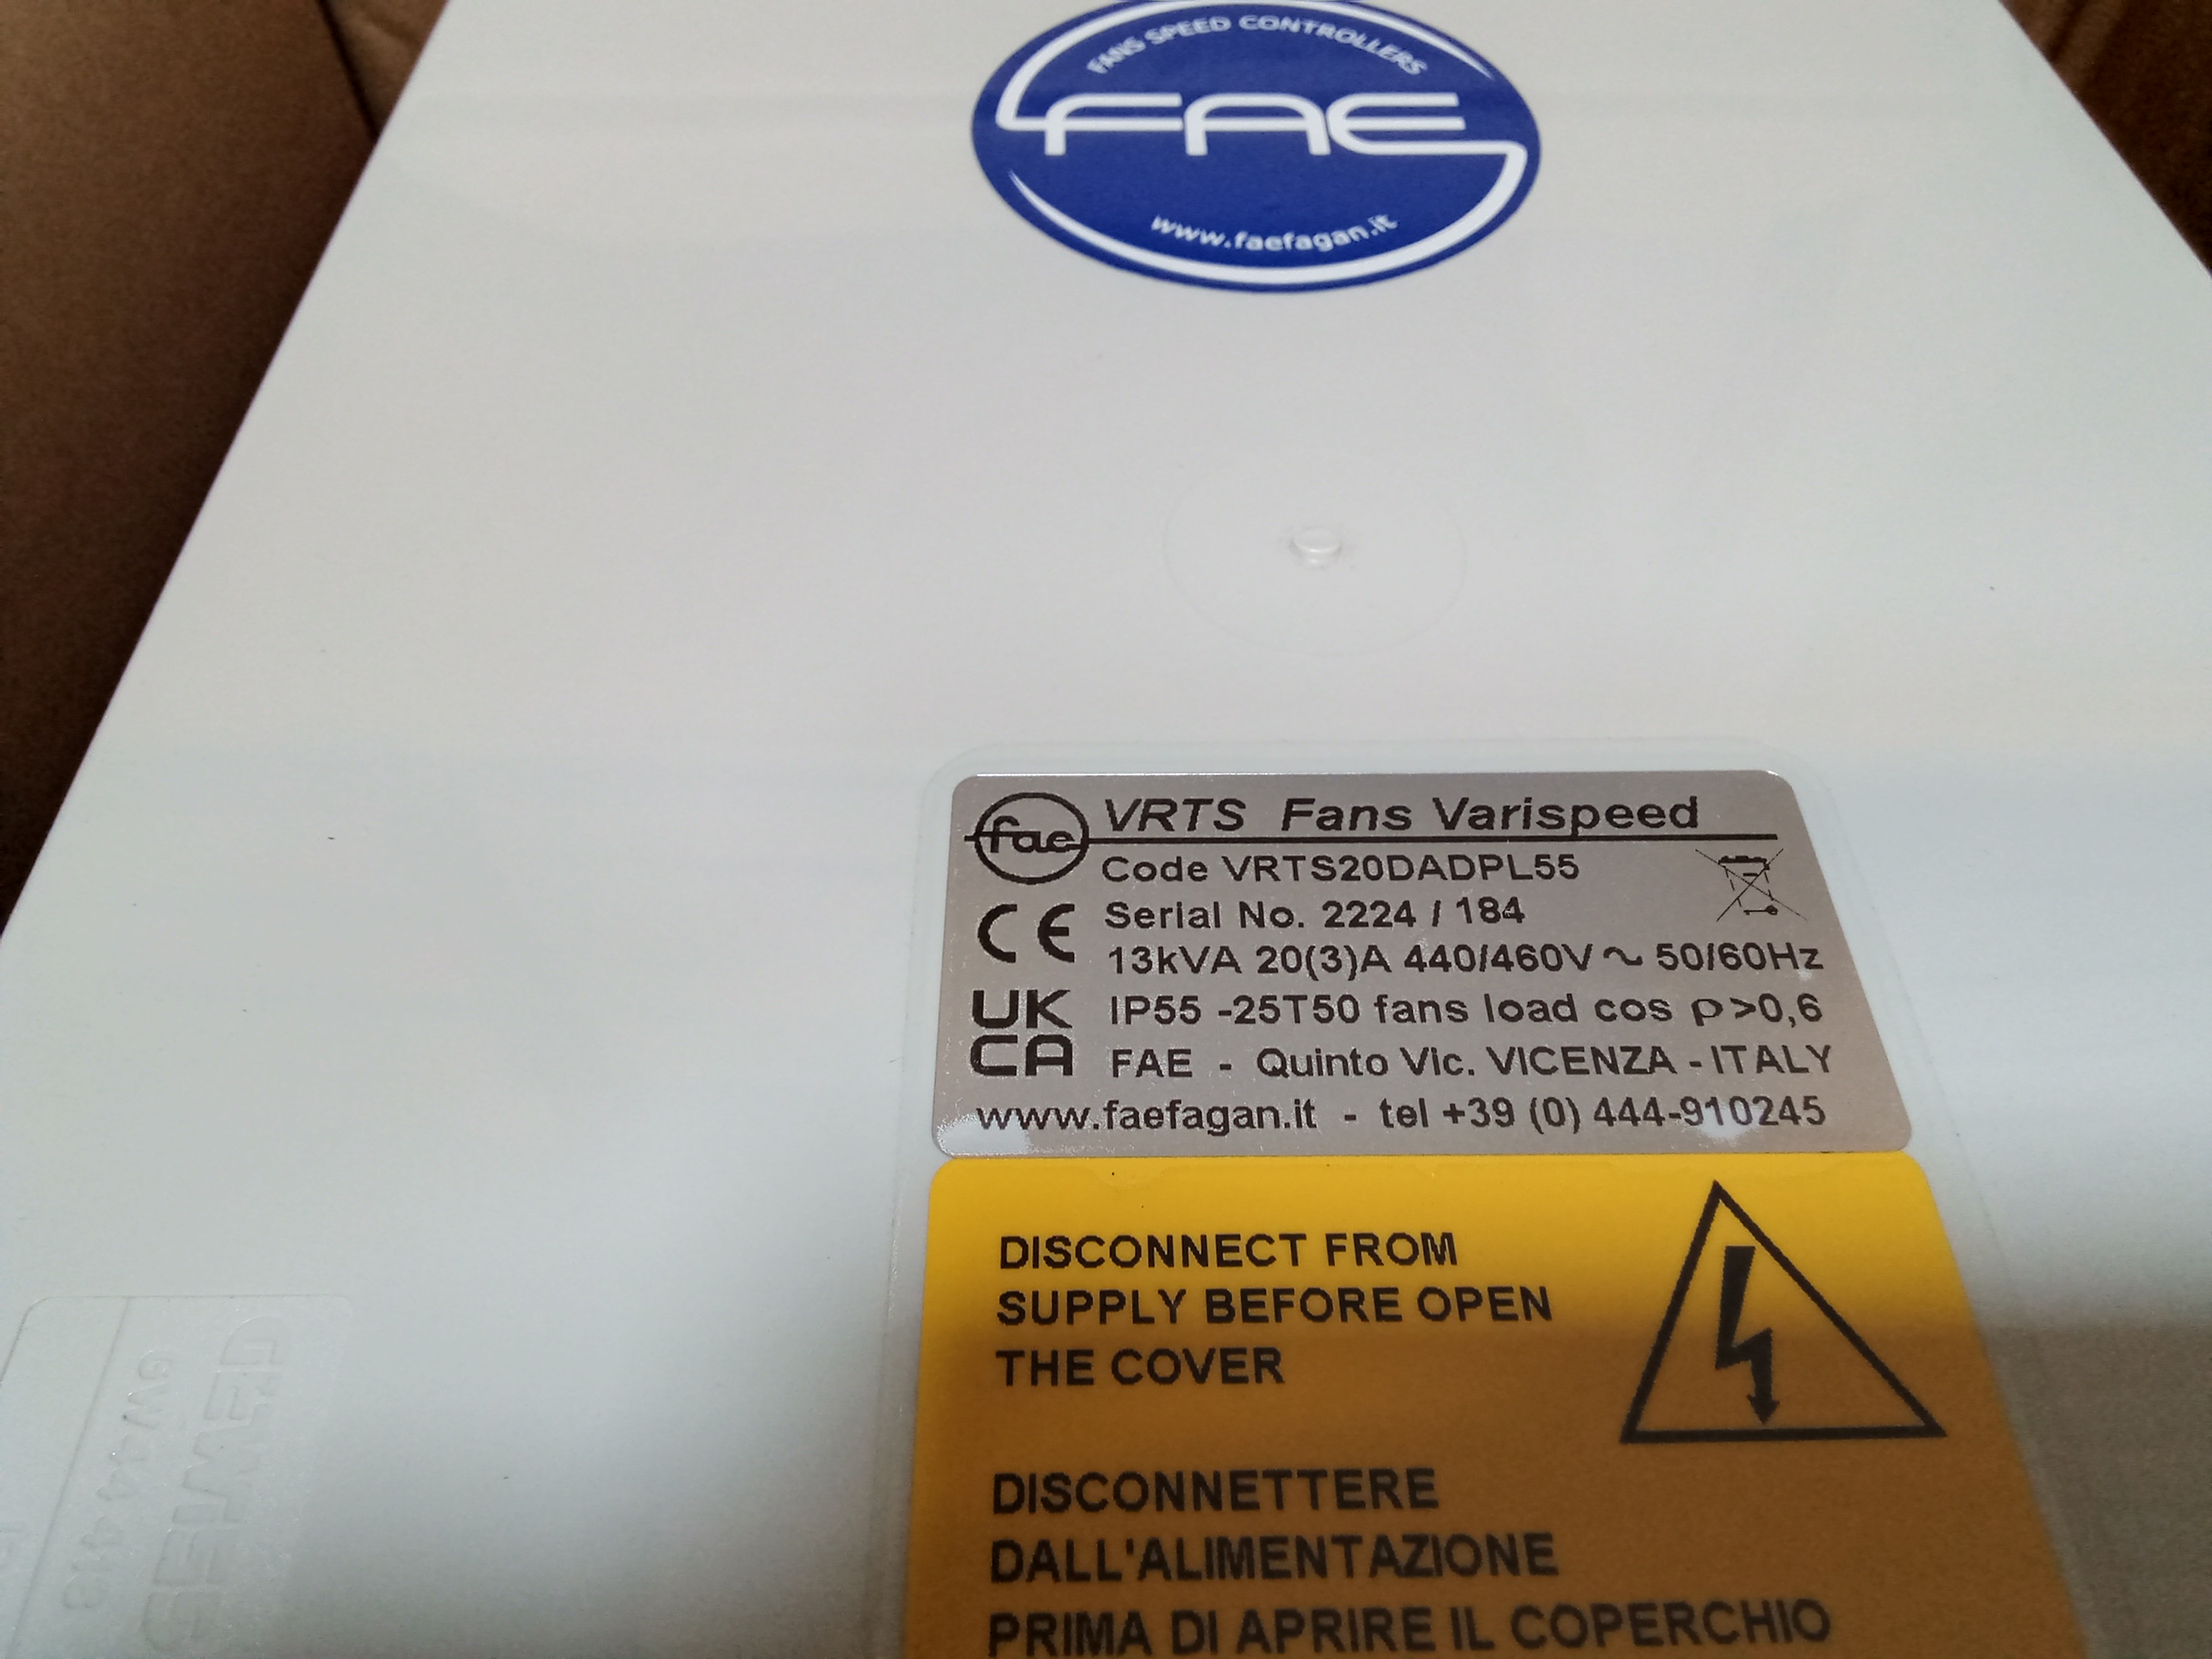 FANS SPEED CONTROLLERS
FAE
www.faefagan.it
fae VRTS Fans Varispeed
Code VRTS20DADPL55
CE Serial No. 2224 / 184
13kVA 20(3)A 440/460V ~ 50/60Hz
UK IP55 -25T50 fans load cos ρ>0,6
CA FAE - Quinto Vic. VICENZA - ITALY
www.faefagan.it - tel +39 (0) 444-910245
DISCONNECT FROM
SUPPLY BEFORE OPEN
THE COVER
DISCONNETTERE
DALL'ALIMENTAZIONE
PRIMA DI APRIRE IL COPERCHIO
GEWISS